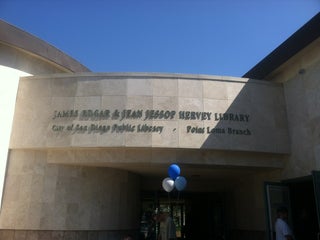 JAMES EDGAR & JEAN JESSOP HERVEY LIBRARY
City of San Diego Public Library - Point Loma Branch